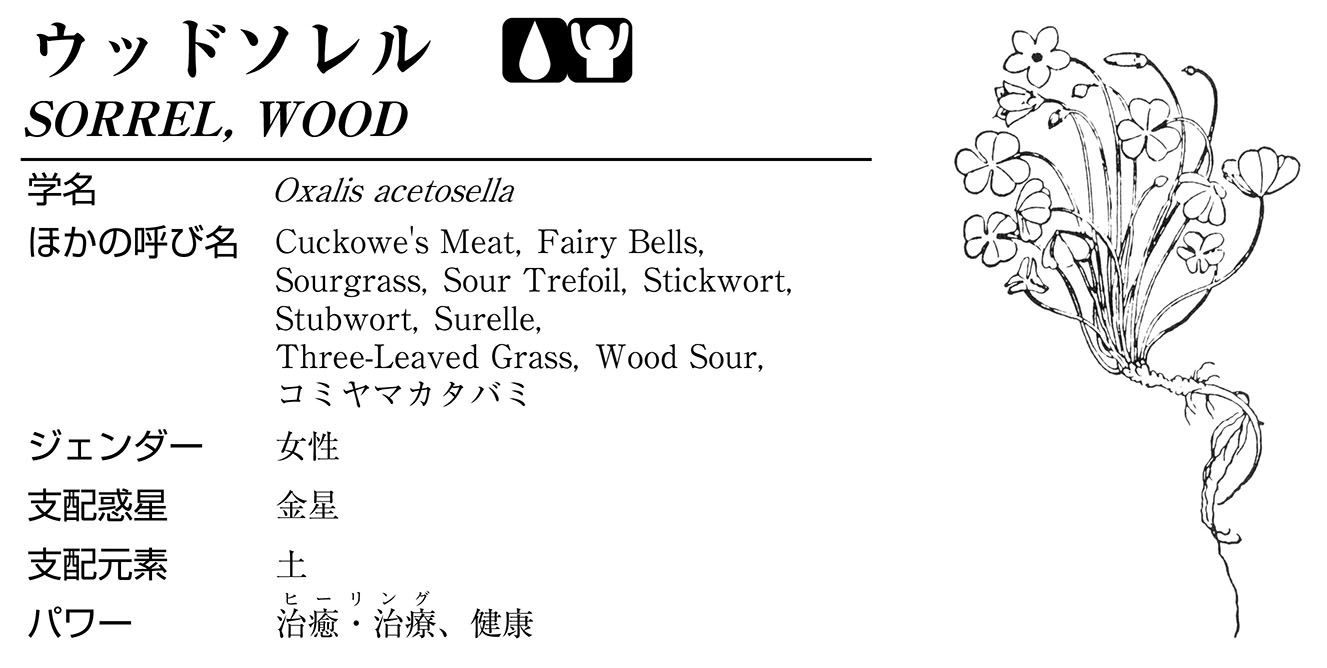 ウッドソレル
SORREL, WOOD
学名 Oxalis acetosella
ほかの呼び名 Cuckowe's Meat, Fairy Bells,
Sourgrass, Sour Trefoil, Stickwort,
Stubwort, Surelle,
Three-Leaved Grass, Wood Sour,
コミヤマカタバミ
ジェンダー 女性
支配惑星 金星
支配元素 土
ヒーリング
パワー 治癒・治療、健康